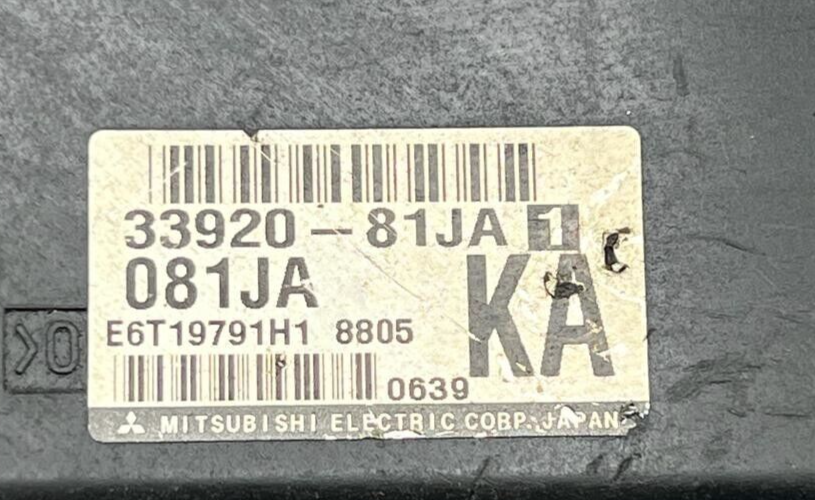 33920-81JA 1
081JA
KA
E6T19791H1 8805
0639
MITSUBISHI ELECTRIC CORP. JAPAN
>O